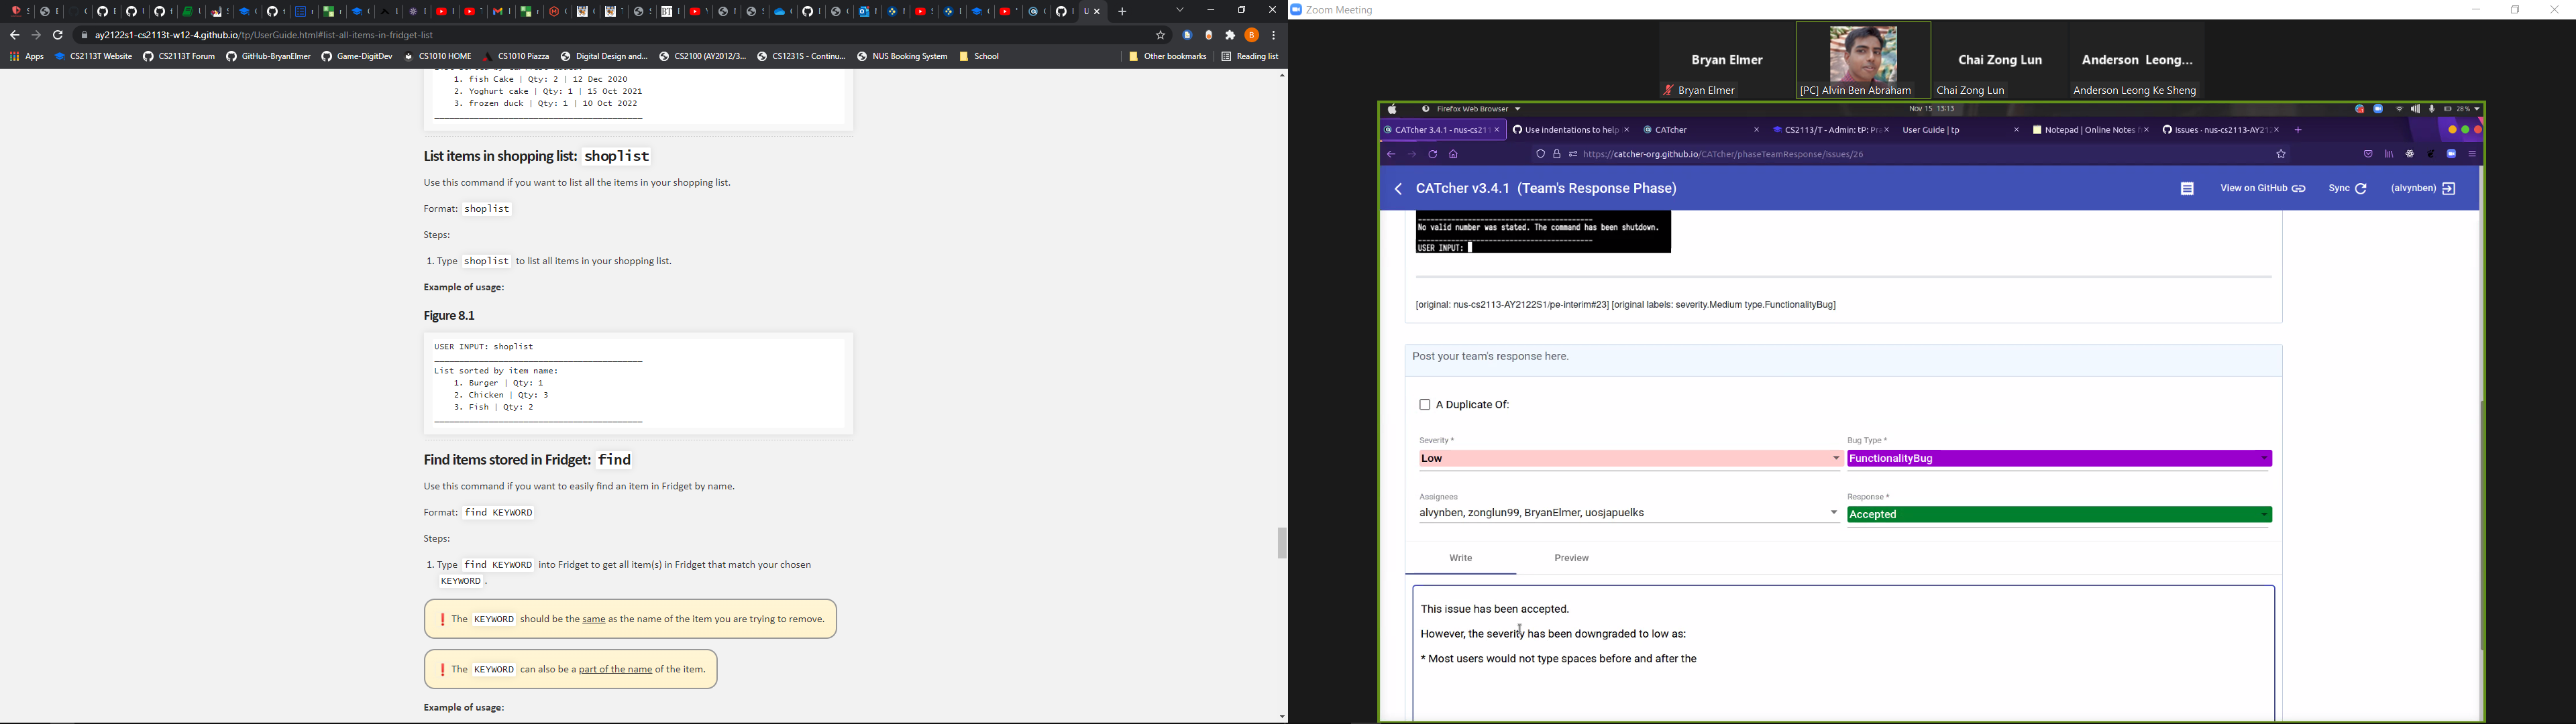 ay2122s1-cs2113t-w12-4.github.io/tp/UserGuide.html#list-all-items-in-fridget-list
Apps CS2113T Website CS2113T Forum GitHub-BryanElmer Game-DigitDev CS1010 HOME CS1010 Piazza Digital Design and... CS2100 (AY2012/3... CS1231S - Continu... NUS Booking System School Other bookmarks Reading list
1. fish Cake | Qty: 2 | 12 Dec 2020
2. Yoghurt cake | Qty: 1 | 15 Oct 2021
3. frozen duck | Qty: 1 | 10 Oct 2022
List items in shopping list: shoplist
Use this command if you want to list all the items in your shopping list.
Format: shoplist
Steps:
1. Type shoplist to list all items in your shopping list.
Example of usage:
Figure 8.1
USER INPUT: shoplist
List sorted by item name:
1. Burger | Qty: 1
2. Chicken | Qty: 3
3. Fish | Qty: 2
Find items stored in Fridget: find
Use this command if you want to easily find an item in Fridget by name.
Format: find KEYWORD
Steps:
1. Type find KEYWORD into Fridget to get all item(s) in Fridget that match your chosen
KEYWORD.
❗ The KEYWORD should be the same as the name of the item you are trying to remove.
❗ The KEYWORD can also be a part of the name of the item.
Example of usage:
Zoom Meeting
Bryan Elmer
Chai Zong Lun
Anderson Leong...
Bryan Elmer
[PC] Alvin Ben Abraham
Chai Zong Lun
Anderson Leong Ke Sheng
Firefox Web Browser
Nov 15 13:13
28%
CATcher 3.4.1 - nus-cs211
Use indentations to help
CATcher
CS2113/T - Admin: tP: Pra
User Guide | tp
Notepad | Online Notes
Issues - nus-cs2113-AY21
https://catcher-org.github.io/CATcher/phaseTeamResponse/issues/26
CATcher v3.4.1 (Team's Response Phase)
View on GitHub
Sync
(alvynben)
No valid number was stated. The command has been shutdown.
USER INPUT:
[original: nus-cs2113-AY2122S1/pe-interim#23] [original labels: severity.Medium type.FunctionalityBug]
Post your team's response here.
A Duplicate Of:
Severity *
Bug Type *
Low
FunctionalityBug
Assignees
Response *
alvynben, zonglun99, BryanElmer, uosjapuelks
Accepted
Write
Preview
This issue has been accepted.
However, the severity has been downgraded to low as:
* Most users would not type spaces before and after the